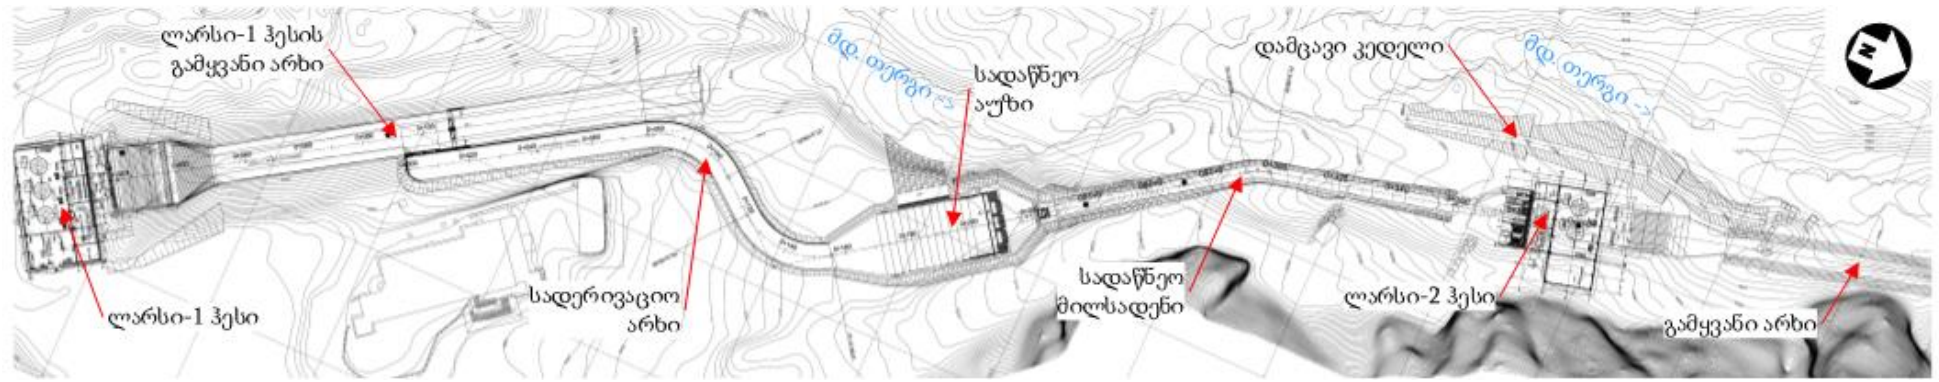 ლარსი-1 ჰესის
გამყვანი არხი
მდ. თერგი ->
სადაწნეო
აუზი
დამცავი კედელი
მდ. თერგი ->
N
ლარსი-1 ჰესი
სადერივაციო
არხი
სადაწნეო
მილსადენი
ლარსი-2 ჰესი
გამყვანი არხი